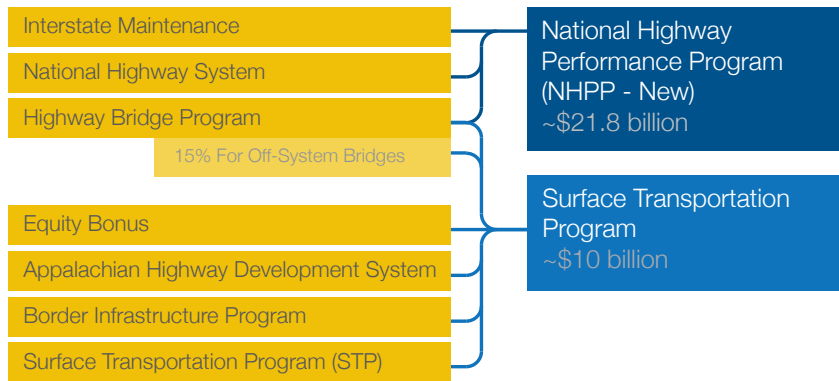 Interstate Maintenance
National Highway System
Highway Bridge Program
15% For Off-System Bridges
Equity Bonus
Appalachian Highway Development System
Border Infrastructure Program
Surface Transportation Program (STP)
National Highway
Performance Program
(NHPP - New)
~$21.8 billion
Surface Transportation
Program
~$10 billion